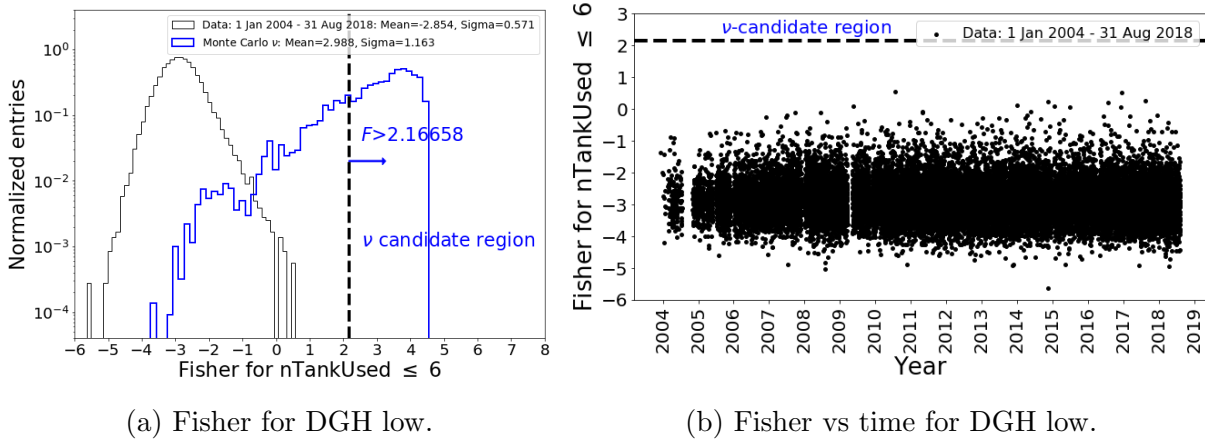 Data: 1 Jan 2004 - 31 Aug 2018: Mean=-2.854, Sigma=0.571
Monte Carlo ν: Mean=2.988, Sigma=1.163
Normalized entries
10⁰
10⁻¹
10⁻²
10⁻³
10⁻⁴
F>2.16658
ν candidate region
−6 −5 −4 −3 −2 −1 0 1 2 3 4 5 6 7 8
Fisher for nTankUsed ≤ 6
(a) Fisher for DGH low.
Fisher for nTankUsed ≤ 6
3
2
1
0
−1
−2
−3
−4
−5
−6
ν-candidate region
Data: 1 Jan 2004 - 31 Aug 2018
2004 2005 2006 2007 2008 2009 2010 2011 2012 2013 2014 2015 2016 2017 2018 2019
Year
(b) Fisher vs time for DGH low.